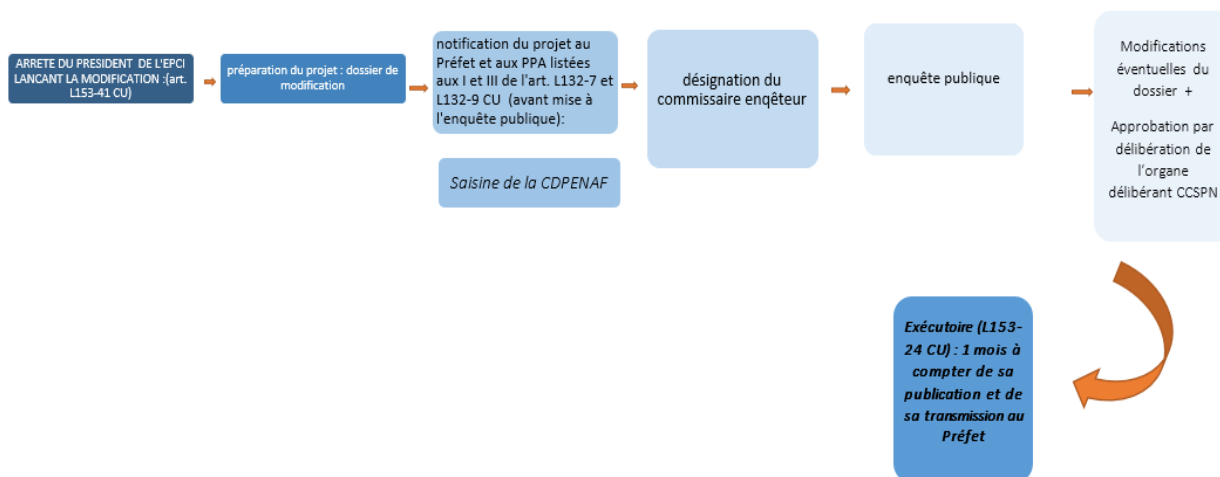 ARRETE DU PRESIDENT DE L'EPCI
LANCANT LA MODIFICATION :(art.
L153-41 CU)
préparation du projet : dossier de
modification
notification du projet au
Préfet et aux PPA listées
aux I et III de l'art. L132-7 et
L132-9 CU (avant mise à
l'enquête publique):
Saisine de la CDPENAF
désignation du
commissaire enqêteur
enquête publique
Modifications
éventuelles du
dossier +
Approbation par
délibération de
l'organe
délibérant CCSPN
Exécutoire (L153-
24 CU) : 1 mois à
compter de sa
publication et de
sa transmission au
Préfet